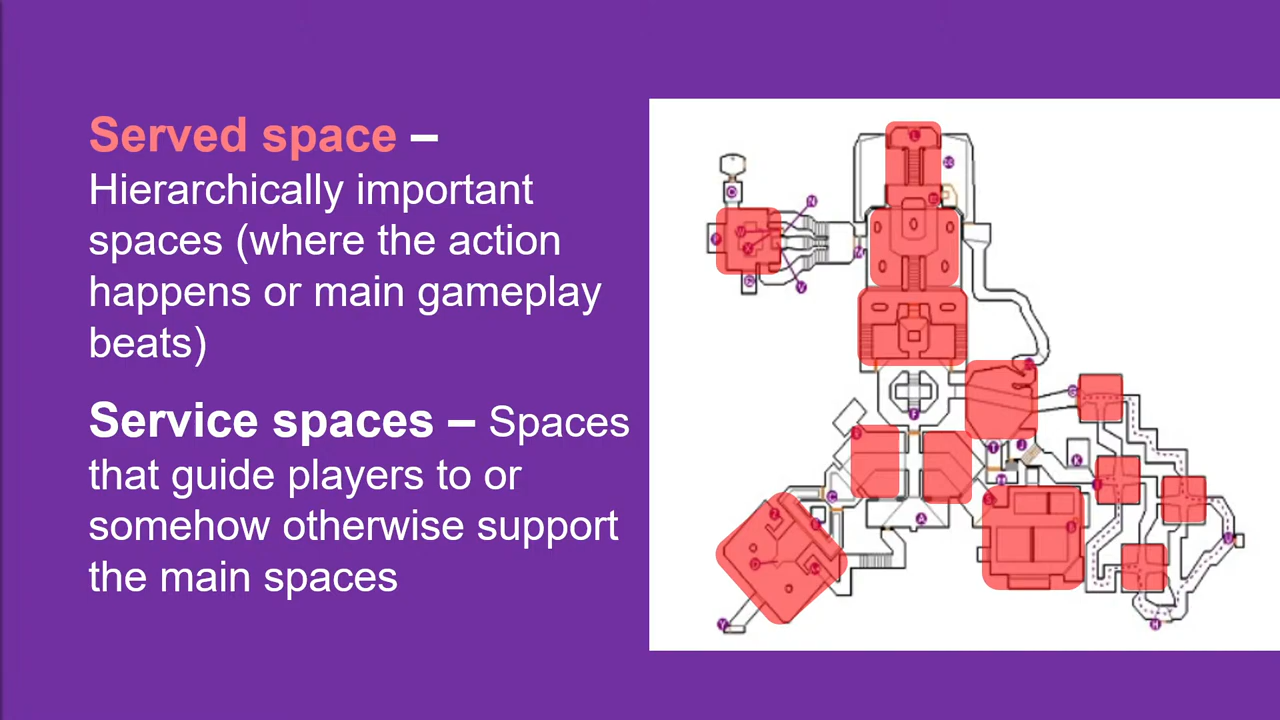 Served space –
Hierarchically important
spaces (where the action
happens or main gameplay
beats)
Service spaces – Spaces
that guide players to or
somehow otherwise support
the main spaces